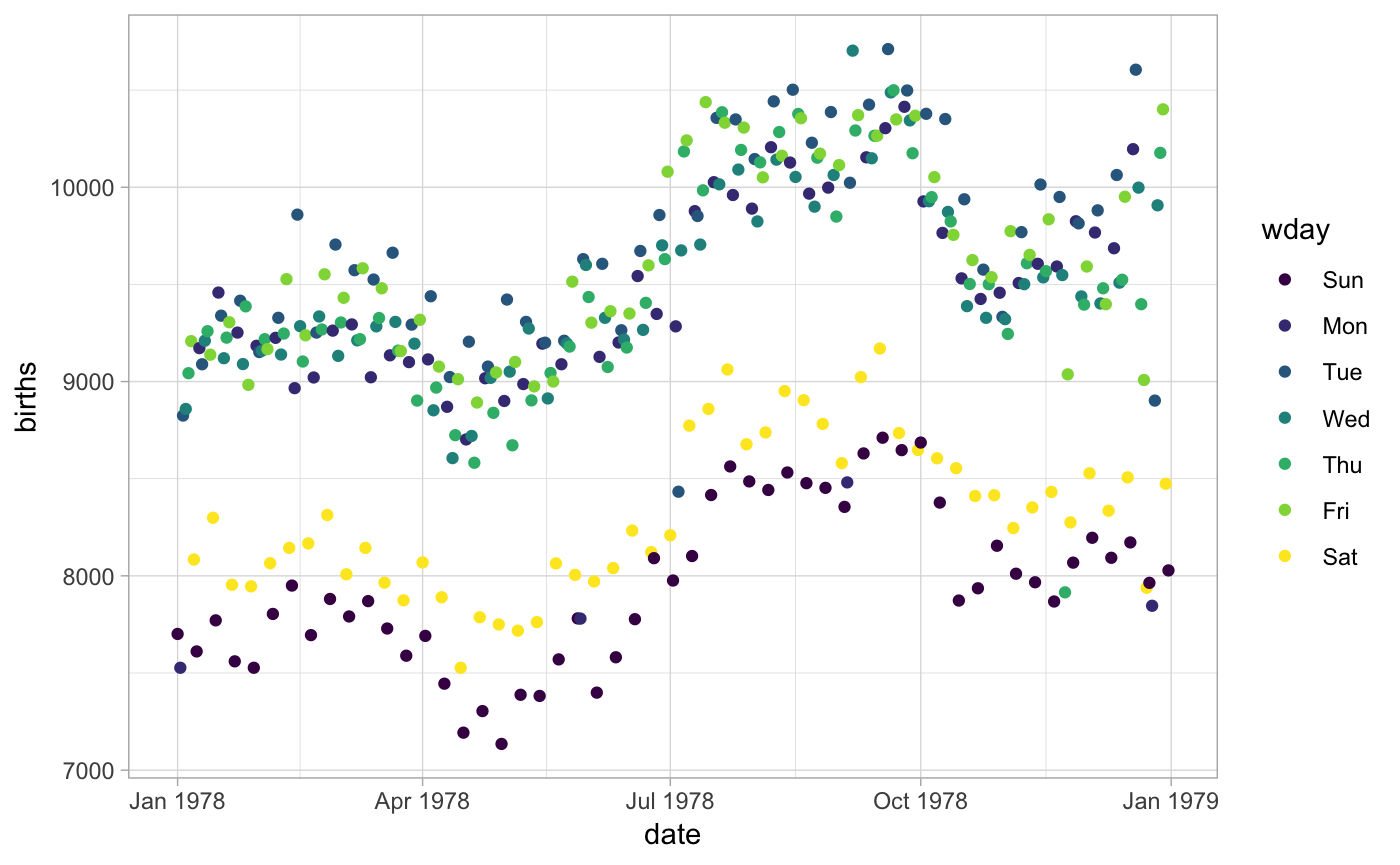 births
10000
9000
8000
7000
Jan 1978
Apr 1978
Jul 1978
Oct 1978
Jan 1979
date
wday
Sun
Mon
Tue
Wed
Thu
Fri
Sat